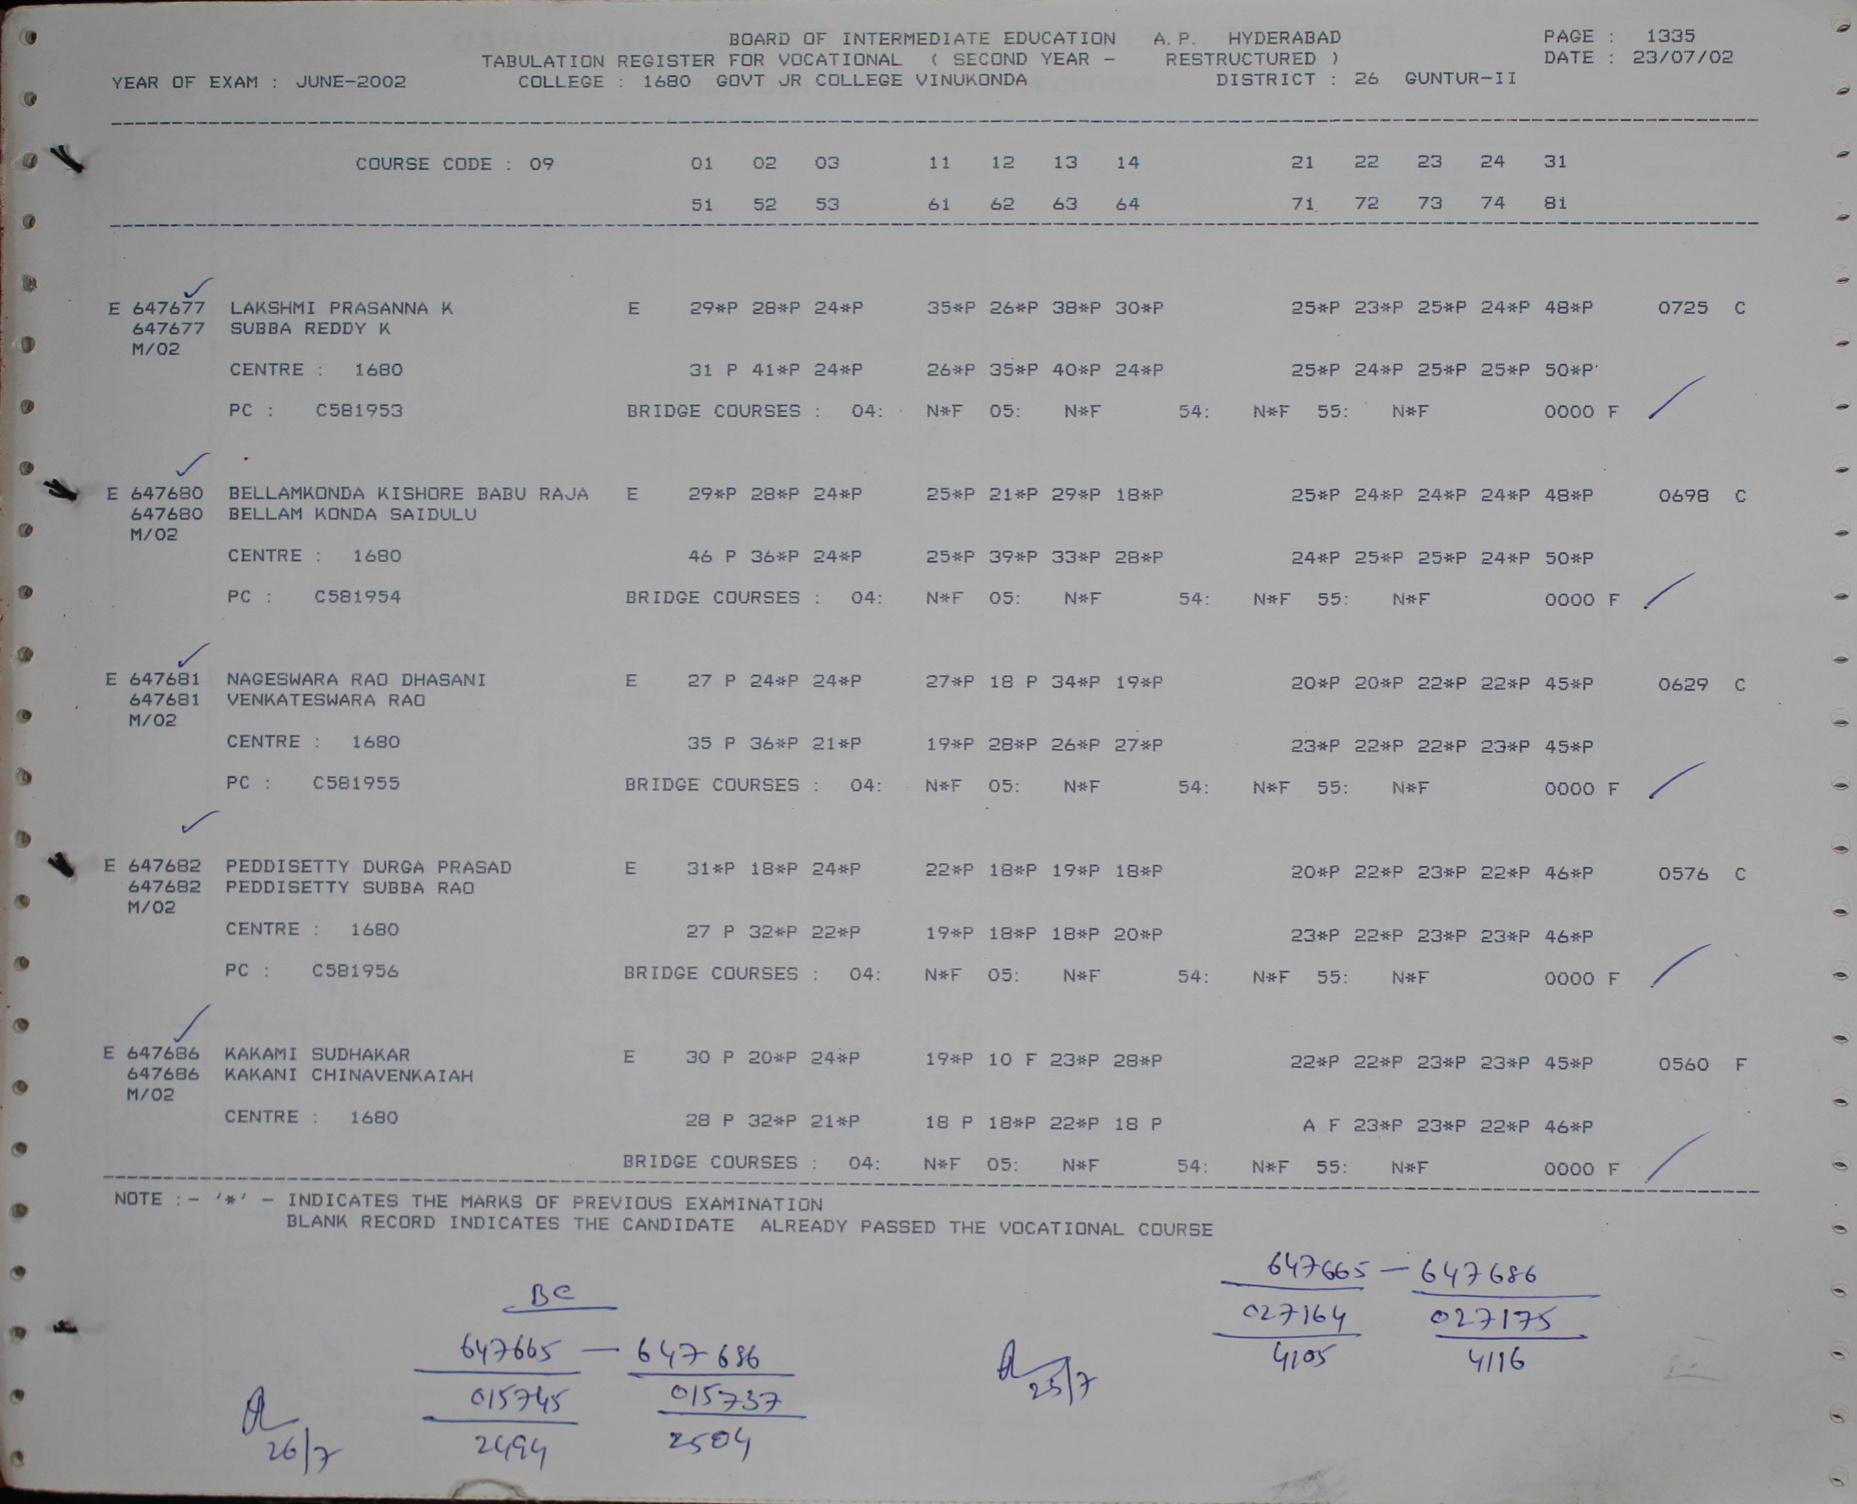 BOARD OF INTERMEDIATE EDUCATION A.P. HYDERABAD PAGE : 1335
TABULATION REGISTER FOR VOCATIONAL ( SECOND YEAR - RESTRUCTURED ) DATE : 23/07/02
YEAR OF EXAM : JUNE-2002 COLLEGE : 1680 GOVT JR COLLEGE VINUKONDA DISTRICT : 26 GUNTUR-II
COURSE CODE : 09 01 02 03 11 12 13 14 21 22 23 24 31
51 52 53 61 62 63 64 71 72 73 74 81
E 647677 LAKSHMI PRASANNA K E 29*P 28*P 24*P 35*P 26*P 38*P 30*P 25*P 23*P 25*P 24*P 48*P 0725 C
647677 SUBBA REDDY K
M/02
CENTRE : 1680 31 P 41*P 24*P 26*P 35*P 40*P 24*P 25*P 24*P 25*P 25*P 50*P
PC : C581953 BRIDGE COURSES : 04: N*F 05: N*F 54: N*F 55: N*F 0000 F
E 647680 BELLAMKONDA KISHORE BABU RAJA E 29*P 28*P 24*P 25*P 21*P 29*P 18*P 25*P 24*P 24*P 24*P 48*P 0698 C
647680 BELLAM KONDA SAIDULU
M/02
CENTRE : 1680 46 P 36*P 24*P 25*P 39*P 33*P 28*P 24*P 25*P 25*P 24*P 50*P
PC : C581954 BRIDGE COURSES : 04: N*F 05: N*F 54: N*F 55: N*F 0000 F
E 647681 NAGESWARA RAO DHASANI E 27 P 24*P 24*P 27*P 18 P 34*P 19*P 20*P 20*P 22*P 22*P 45*P 0629 C
647681 VENKATESWARA RAO
M/02
CENTRE : 1680 35 P 36*P 21*P 19*P 28*P 26*P 27*P 23*P 22*P 22*P 23*P 45*P
PC : C581955 BRIDGE COURSES : 04: N*F 05: N*F 54: N*F 55: N*F 0000 F
E 647682 PEDDISETTY DURGA PRASAD E 31*P 18*P 24*P 22*P 18*P 19*P 18*P 20*P 22*P 23*P 22*P 46*P 0576 C
647682 PEDDISETTY SUBBA RAO
M/02
CENTRE : 1680 27 P 32*P 22*P 19*P 18*P 18*P 20*P 23*P 22*P 23*P 23*P 46*P
PC : C581956 BRIDGE COURSES : 04: N*F 05: N*F 54: N*F 55: N*F 0000 F
E 647686 KAKAMI SUDHAKAR E 30 P 20*P 24*P 19*P 10 F 23*P 28*P 22*P 22*P 23*P 23*P 45*P 0560 F
647686 KAKANI CHINAVENKAIAH
M/02
CENTRE : 1680 28 P 32*P 21*P 18 P 18*P 22*P 18 P A F 23*P 23*P 22*P 46*P
BRIDGE COURSES : 04: N*F 05: N*F 54: N*F 55: N*F 0000 F
NOTE :- '*' - INDICATES THE MARKS OF PREVIOUS EXAMINATION
BLANK RECORD INDICATES THE CANDIDATE ALREADY PASSED THE VOCATIONAL COURSE
647665 - 647686
027164 027175
4105 4116
BC
647665 - 647686
015745 015737
2494 2504
25/7
26/7